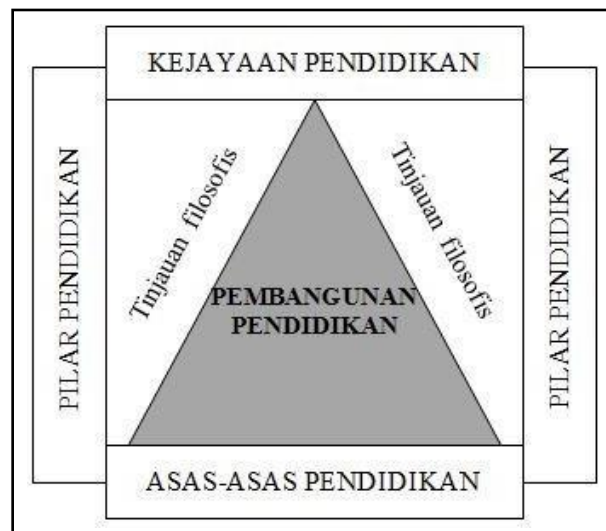 KEJAYAAN PENDIDIKAN
PILAR PENDIDIKAN
Tinjauan filosofis
Tinjauan filosofis
PILAR PENDIDIKAN
PEMBANGUNAN
PENDIDIKAN
ASAS-ASAS PENDIDIKAN